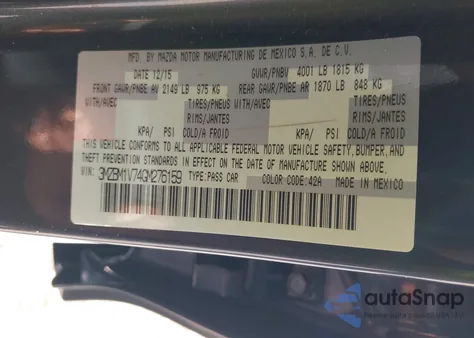 MFD. BY MAZDA MOTOR MANUFACTURING DE MEXICO S.A. DE C.V.
DATE 12/15 GVWR/PNBV 4001 LB 1815 KG
FRONT GAWR/PNBE AV 2149 LB 975 KG REAR GAWR/PNBE AR 1870 LB 848 KG
WITH/AVEC TIRES/PNEUS WITH/AVEC TIRES/PNEUS
RIMS/JANTE RIMS/JANTE
KPA/ PSI COLD/A FROID KPA/ PSI COLD/A FROID
THIS VEHICLE CONFORMS TO ALL APPLICABLE FEDERAL MOTOR VEHICLE SAFETY, BUMPER, AND
THEFT PREVENTION STANDARDS IN EFFECT ON THE DATE OF MANUFACTURE SHOWN ABOVE.
VIN: 3MZBM1V74GM276159 TYPE:PASS CAR COLOR CODE:42A MADE IN MEXICO
autoSnap